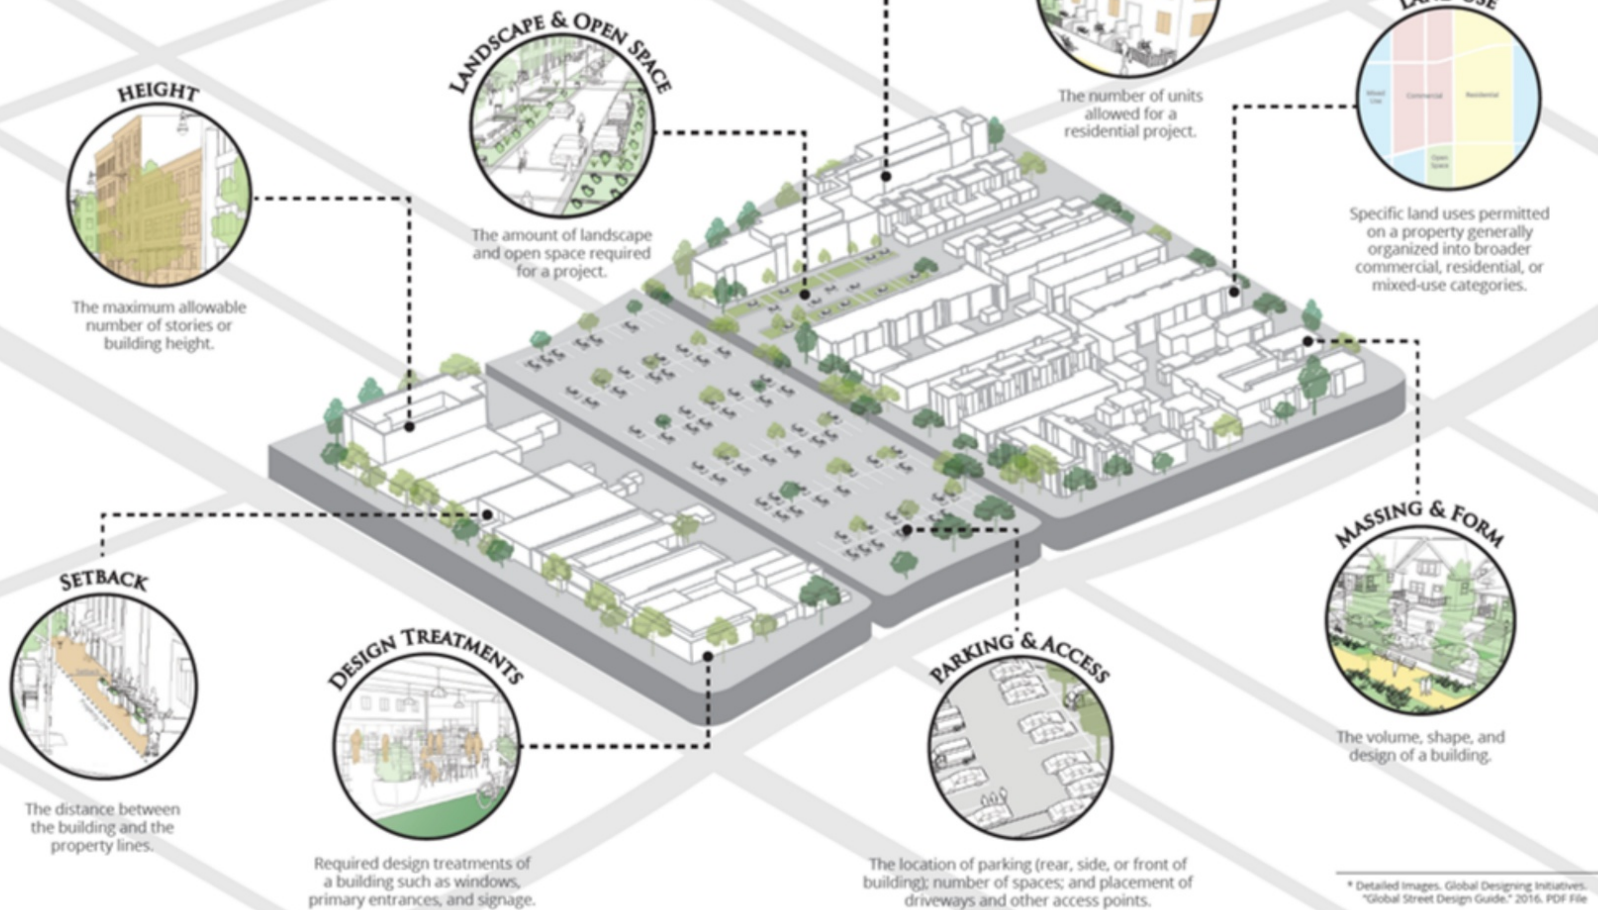 LAND USE
LANDSCAPE & OPEN SPACE
HEIGHT
Mixed
Use
Commercial
Residential
Open
Space
The number of units
allowed for a
residential project.
The amount of landscape
and open space required
for a project.
Specific land uses permitted
on a property generally
organized into broader
commercial, residential, or
mixed-use categories.
The maximum allowable
number of stories or
building height.
MASSING & FORM
SETBACK
DESIGN TREATMENTS
PARKING & ACCESS
The volume, shape, and
design of a building.
The distance between
the building and the
property lines.
Required design treatments of
a building such as windows,
primary entrances, and signage.
The location of parking (rear, side, or front of
building); number of spaces; and placement of
driveways and other access points.
* Detailed Images. Global Designing Initiatives.
"Global Street Design Guide." 2016. PDF File